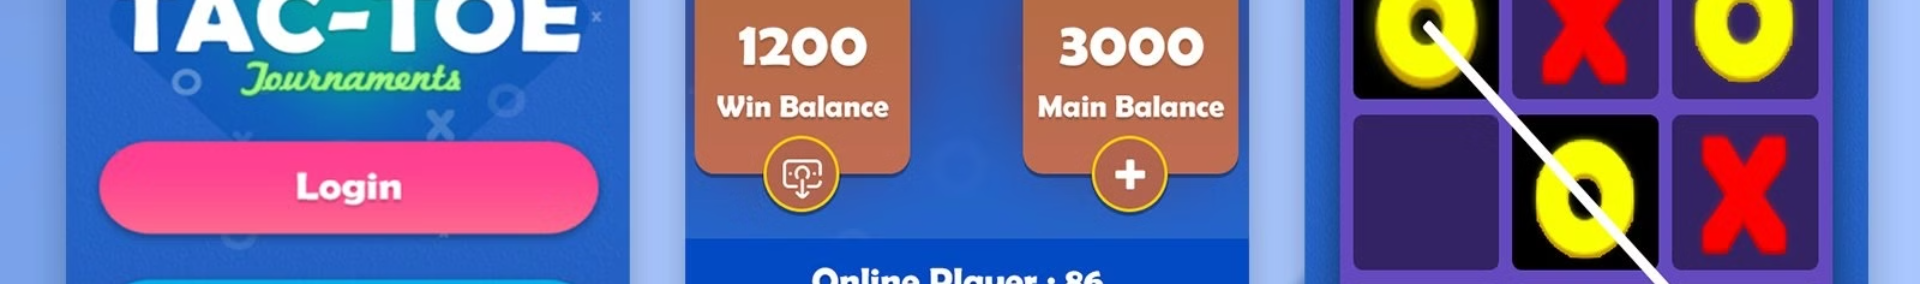 TAC-TOE
Tournaments
Login
1200
Win Balance
3000
Main Balance
Online Player : 86
O X O
O X